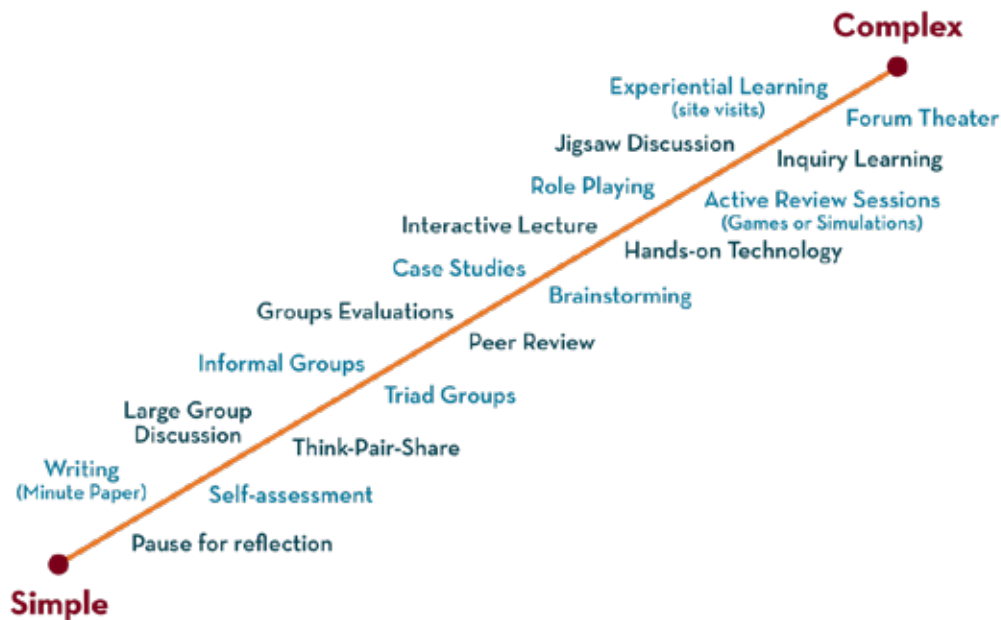 Complex
Experiential Learning
(site visits)
Forum Theater
Jigsaw Discussion
Inquiry Learning
Role Playing
Active Review Sessions
(Games or Simulations)
Interactive Lecture
Hands-on Technology
Case Studies
Brainstorming
Groups Evaluations
Peer Review
Informal Groups
Triad Groups
Large Group
Discussion
Think-Pair-Share
Writing
(Minute Paper)
Self-assessment
Pause for reflection
Simple